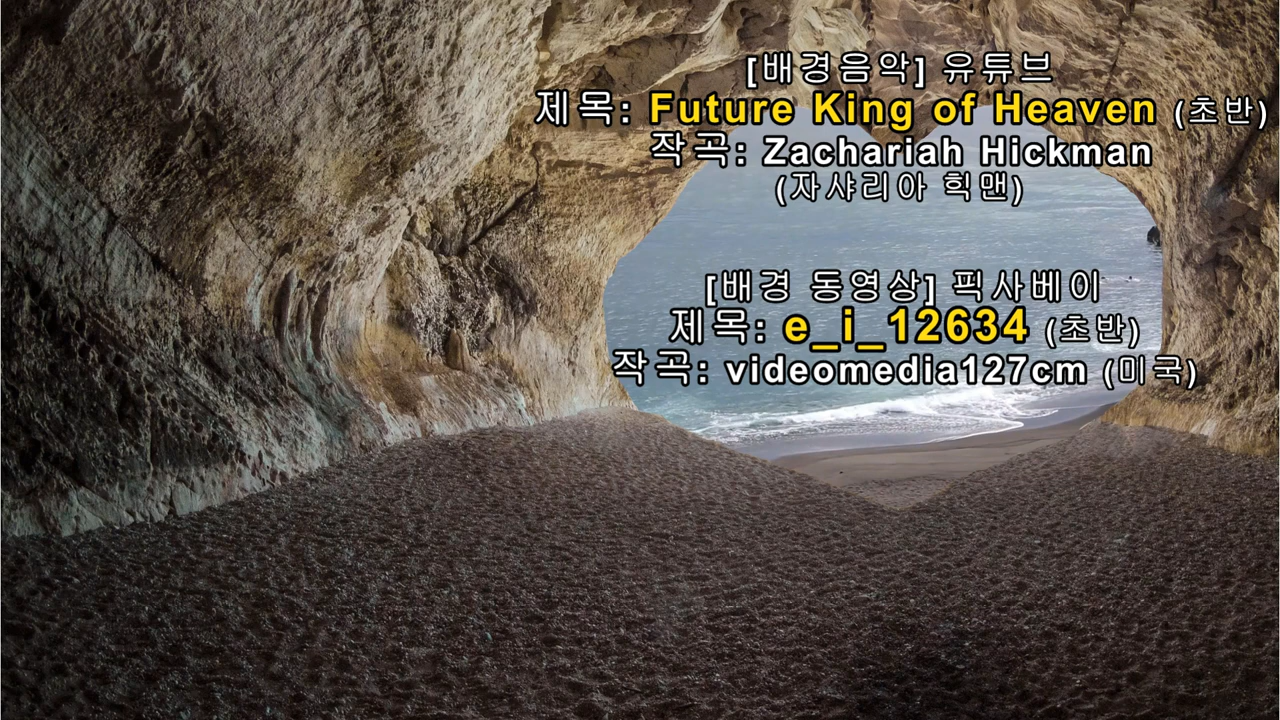 [배경음악] 유튜브
제목: Future King of Heaven (초반)
작곡: Zachariah Hickman
(자샤리아 힉맨)
[배경 동영상] 픽사베이
제목: e_i_12634 (초반)
작곡: videomedia127cm (미국)